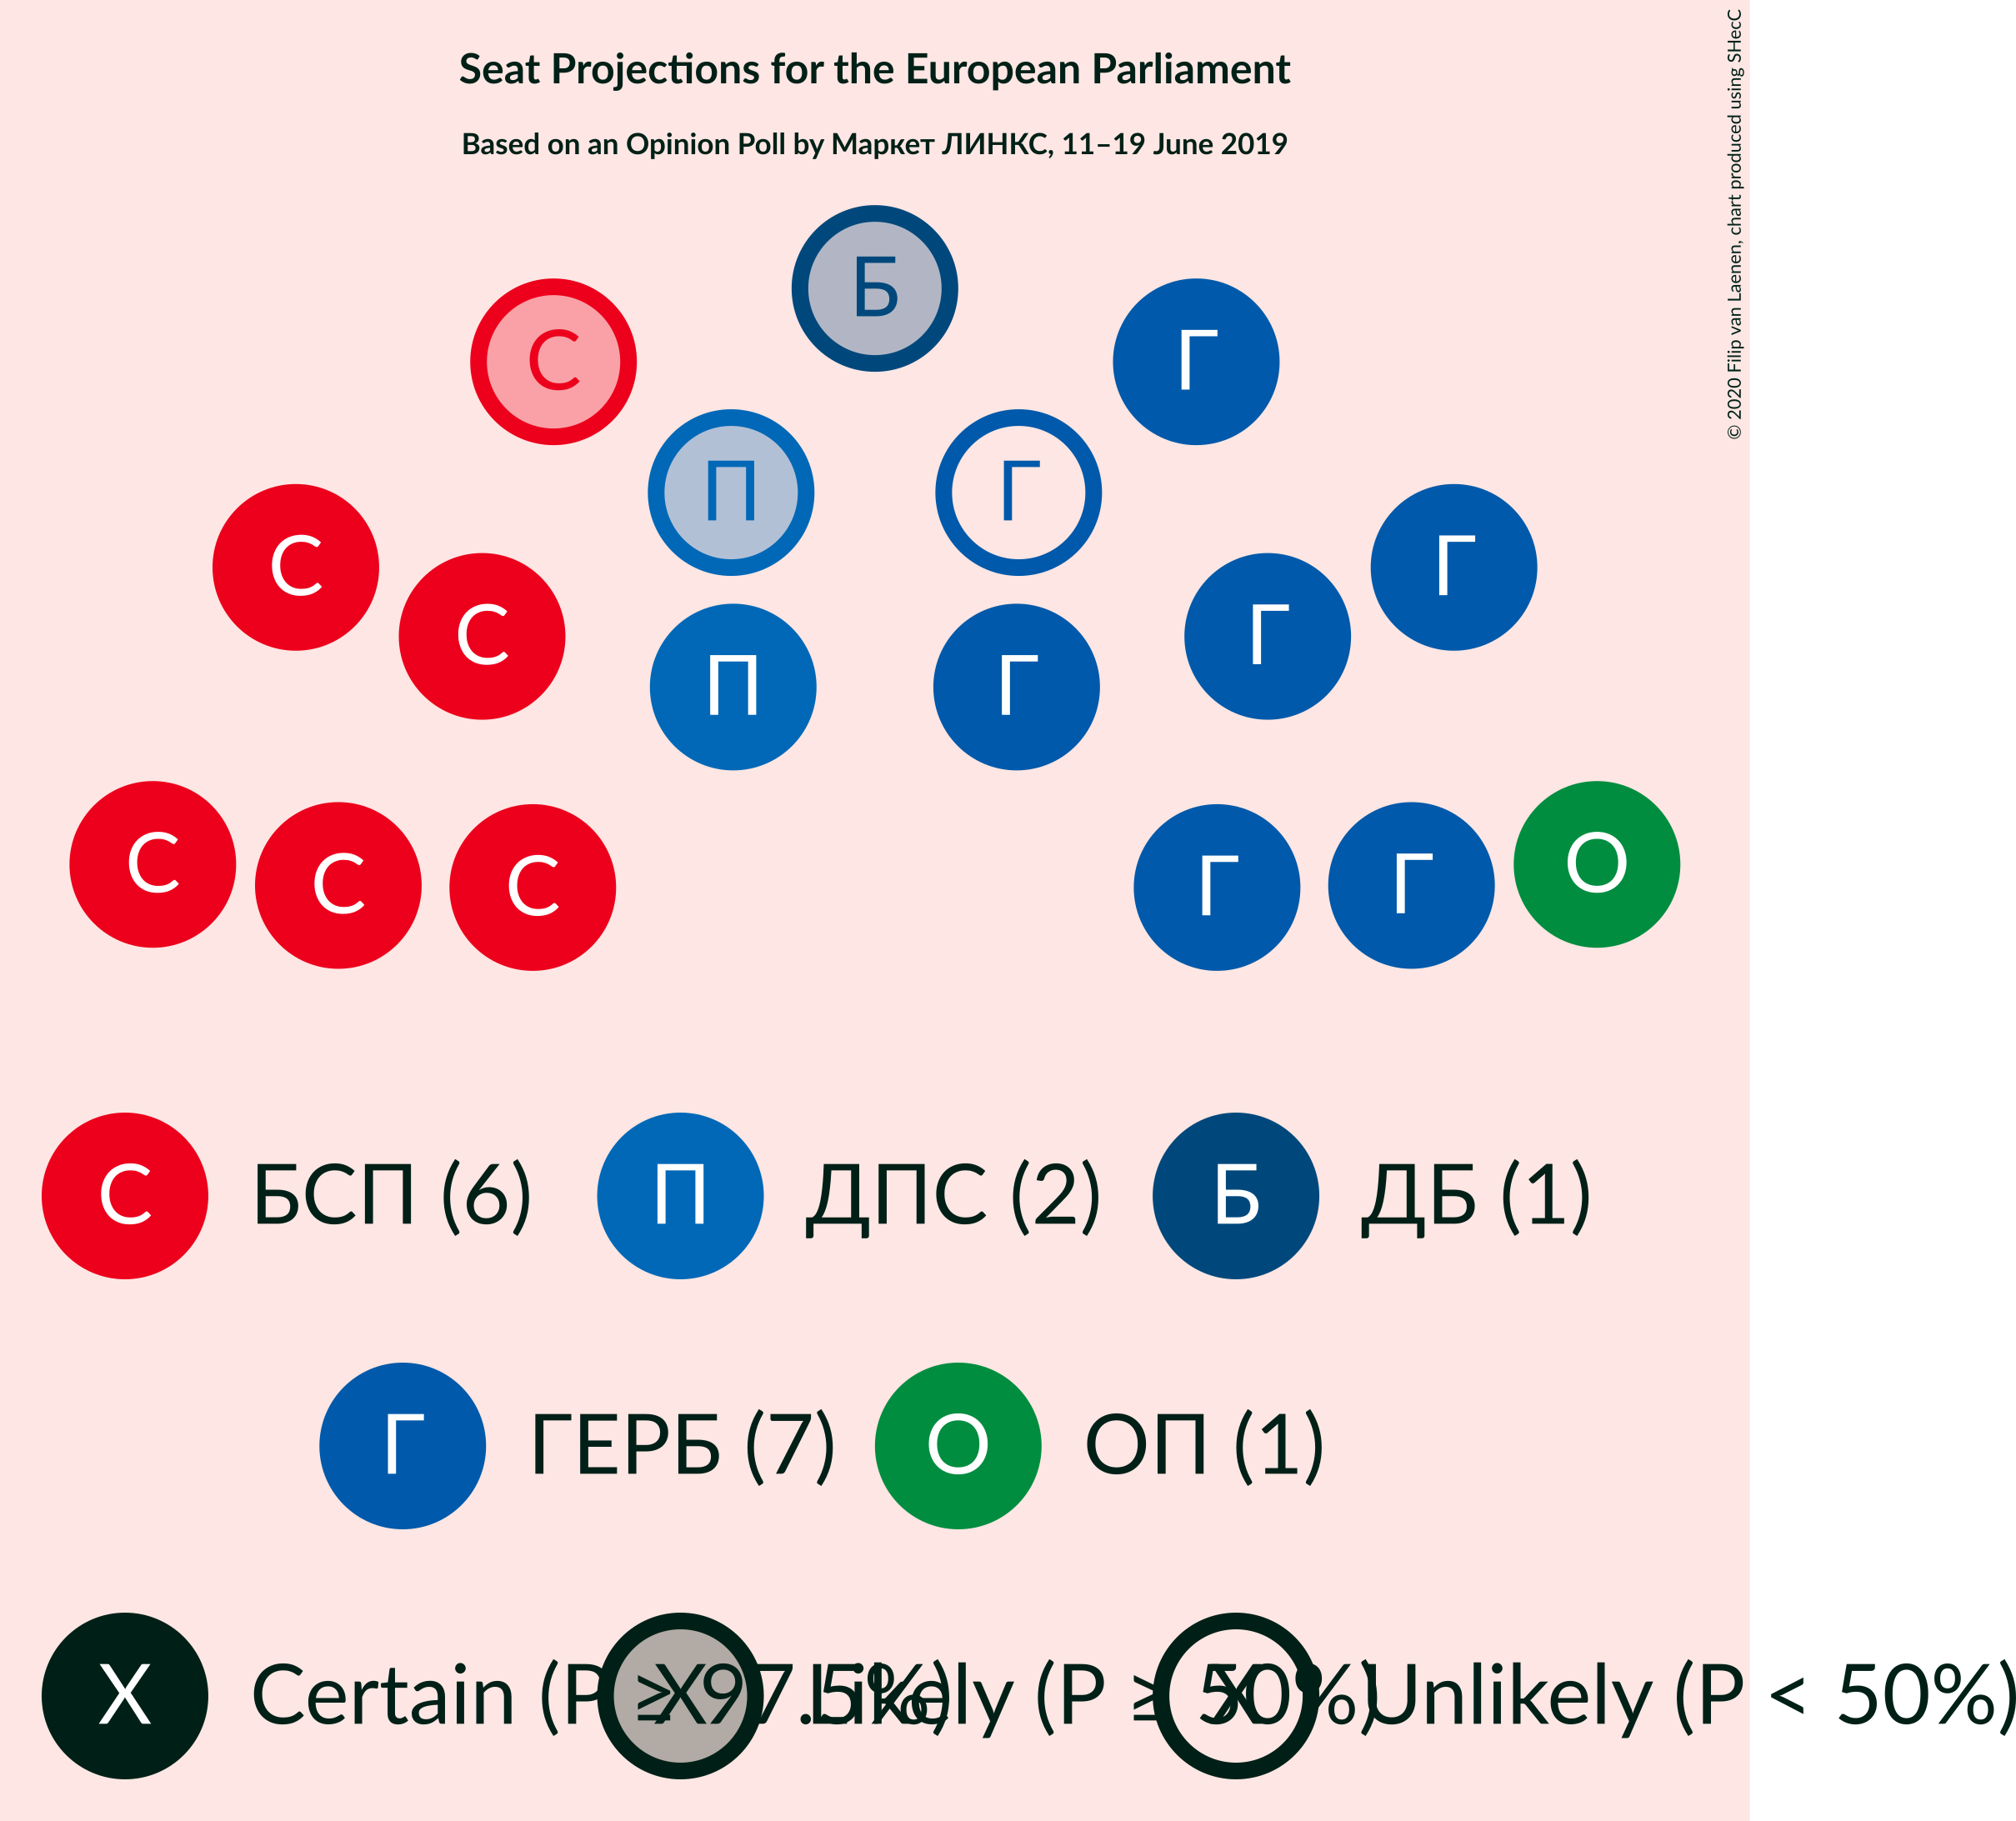 Seat Projections for the European Parliament
Based on an Opinion Poll by Маркет ЛИНКС, 11–19 June 2019
© 2020 Filip van Laenen, chart produced using SHecC
Б
С
Г
П
Г
С
Г
С
Г
П
Г
С
С
С
Г
Г
О
С БСП (6) П ДПС (2) Б ДБ (1)
Г ГЕРБ (7) О ОП (1)
X Certain (P ≥ 97.5%) X Likely (P ≥ 50%) X Unlikely (P < 50%)